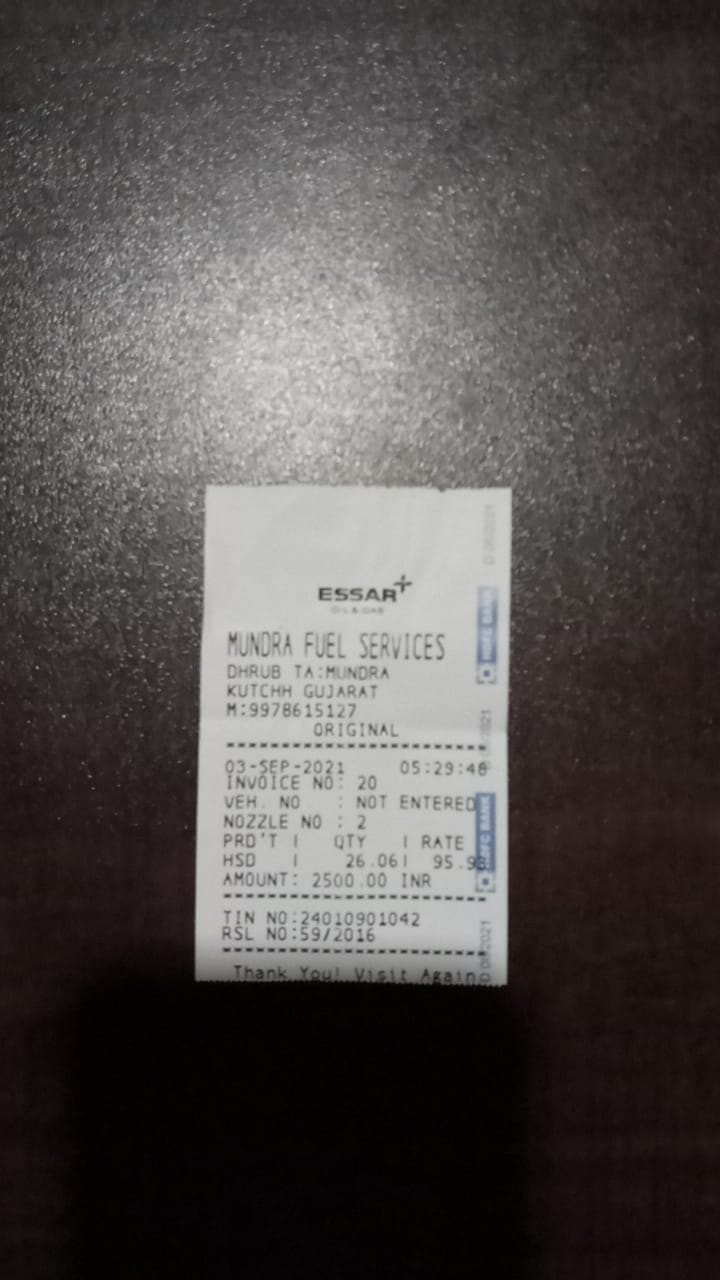 ESSAR
OIL & GAS
MUNDRA FUEL SERVICES
DHRUB TA:MUNDRA
KUTCHH GUJARAT
M:9978615127
ORIGINAL
03-SEP-2021 05:29:48
INVOICE NO: 20
VEH. NO : NOT ENTERED
NOZZLE NO : 2
PRD'T | QTY | RATE
HSD | 26.06| 95.93
AMOUNT: 2500.00 INR
TIN NO:24010901042
RSL NO:59/2016
Thank You! Visit Again
HDFC BANK
HDFC BANK